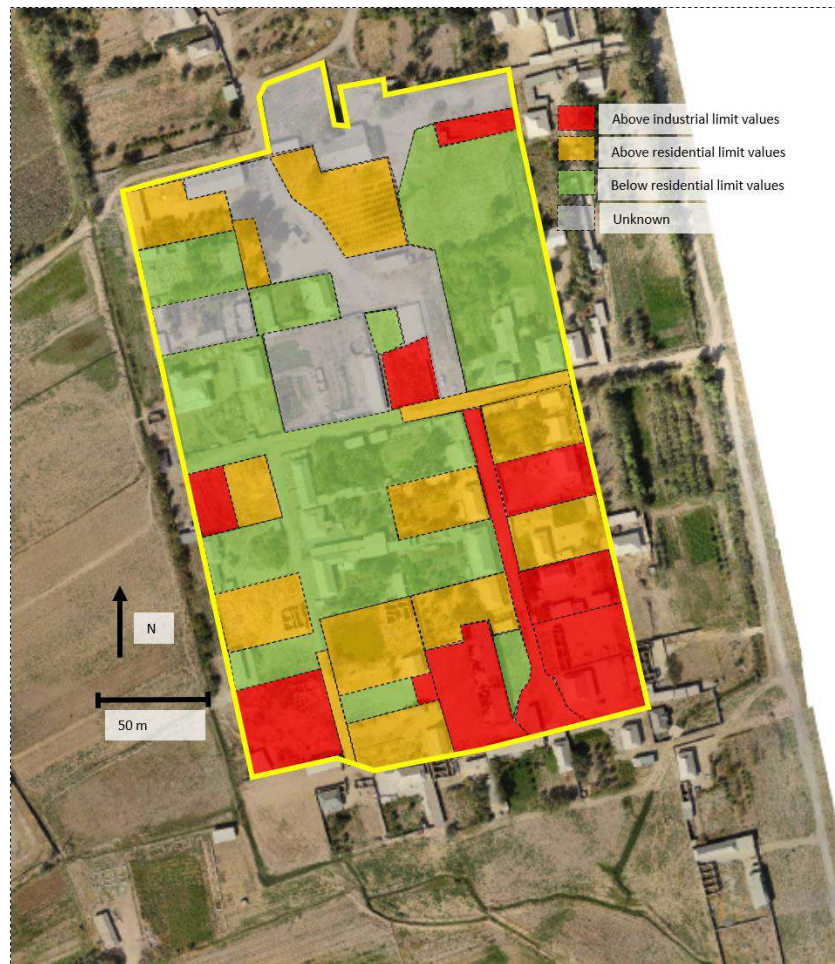 Above industrial limit values
Above residential limit values
Below residential limit values
Unknown
N
50 m